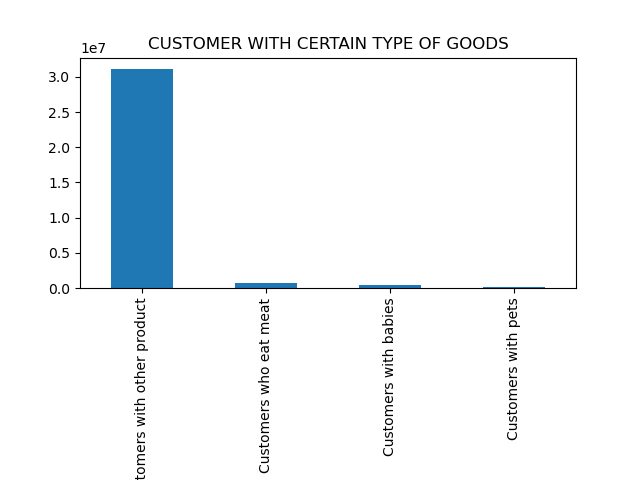 CUSTOMER WITH CERTAIN TYPE OF GOODS
1e7
3.0
2.5
2.0
1.5
1.0
0.5
0.0
tomers with other product
Customers who eat meat
Customers with babies
Customers with pets